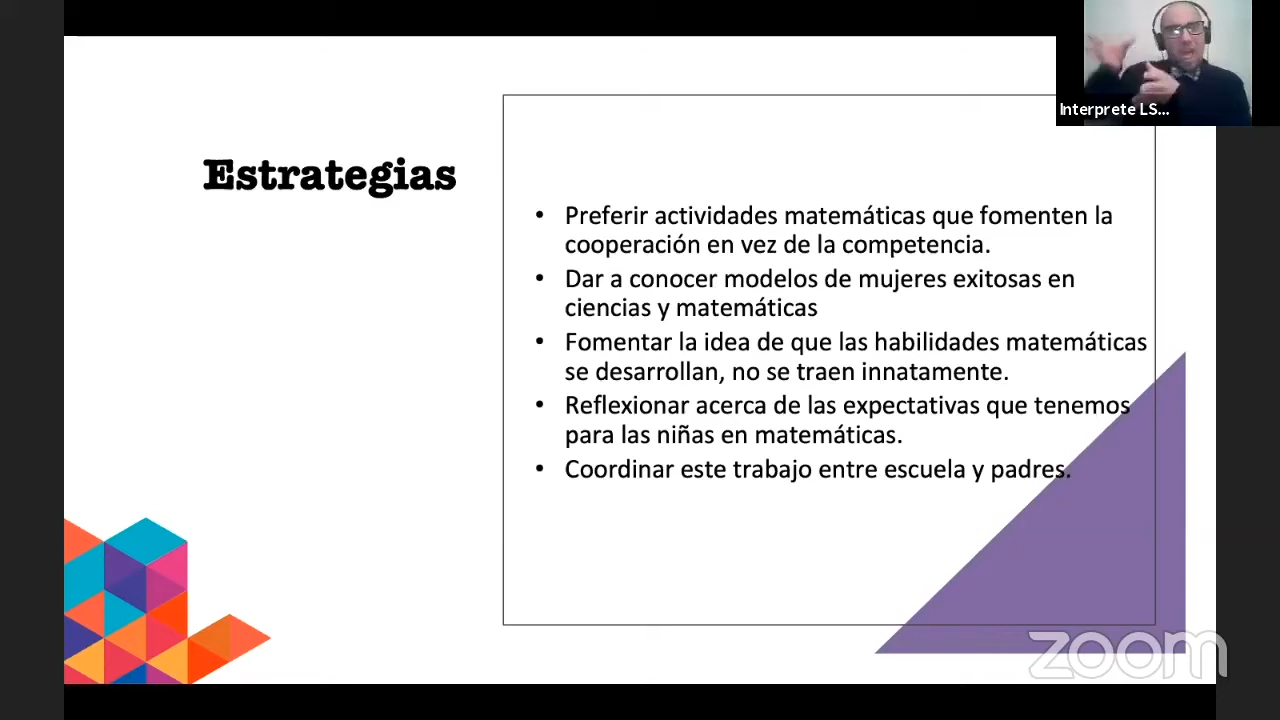 Interprete LS...
Estrategias
• Preferir actividades matemáticas que fomenten la
cooperación en vez de la competencia.
• Dar a conocer modelos de mujeres exitosas en
ciencias y matemáticas
• Fomentar la idea de que las habilidades matemáticas
se desarrollan, no se traen innatamente.
• Reflexionar acerca de las expectativas que tenemos
para las niñas en matemáticas.
• Coordinar este trabajo entre escuela y padres.
zoom